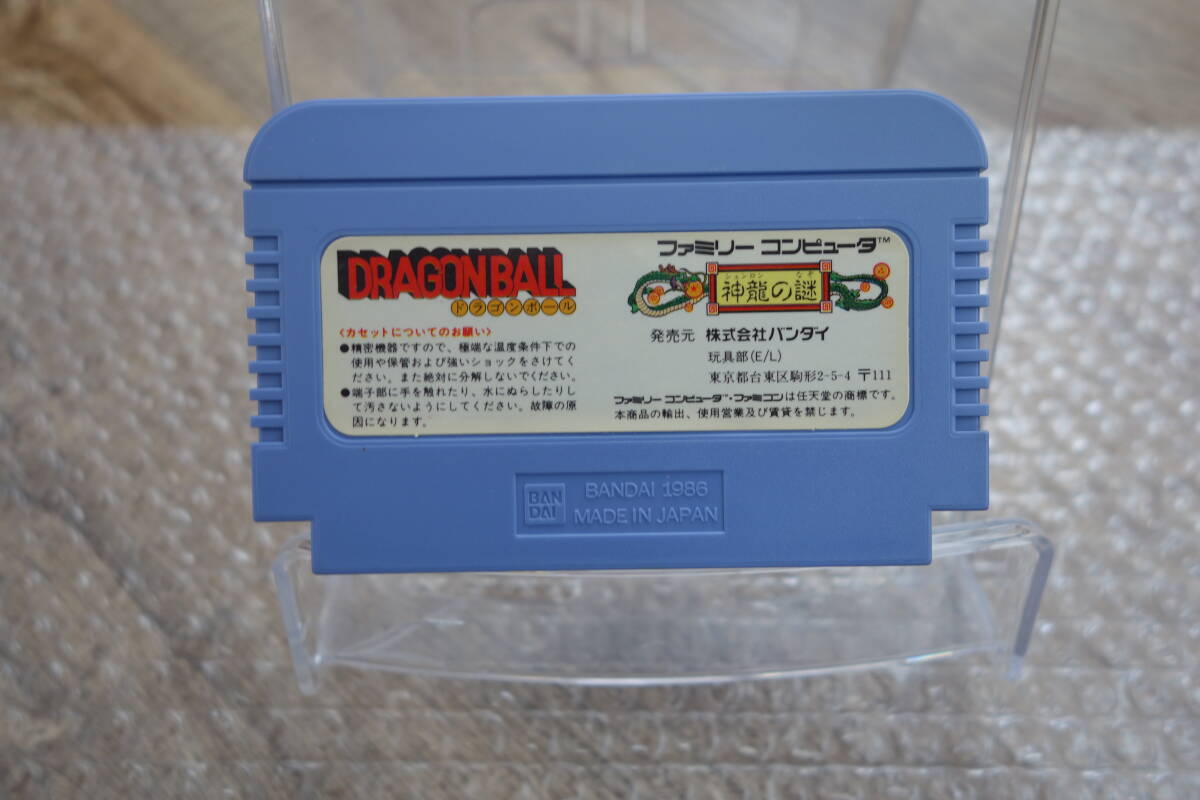 DRAGONBALL
ドラゴンボール
<カセットについてのお願い>
●精密機器ですので、極端な温度条件下での
使用や保管および強いショックをさけてく
ださい。また絶対に分解しないでください。
●端子部に手を触れたり、水にぬらしたりし
て汚さないようにしてください。故障の原
因になります。
ファミリー コンピュータ™
シェンロン なぞ
神龍の謎
発売元 株式会社バンダイ
玩具部(E/L)
東京都台東区駒形2-5-4 〒111
ファミリー コンピュータ™・ファミコンは任天堂の商標です。
本商品の輸出、使用営業及び賃貸を禁じます。
BAN
DAI
BANDAI 1986
MADE IN JAPAN